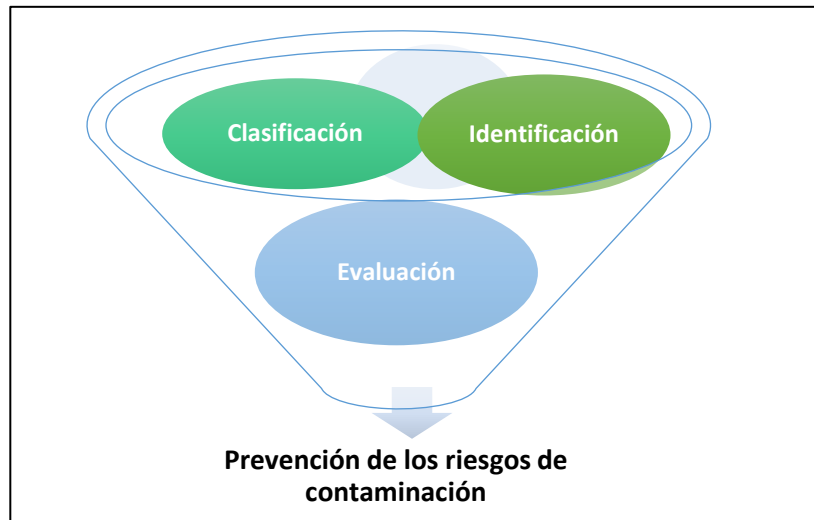 Clasificación
Identificación
Evaluación
Prevención de los riesgos de
contaminación